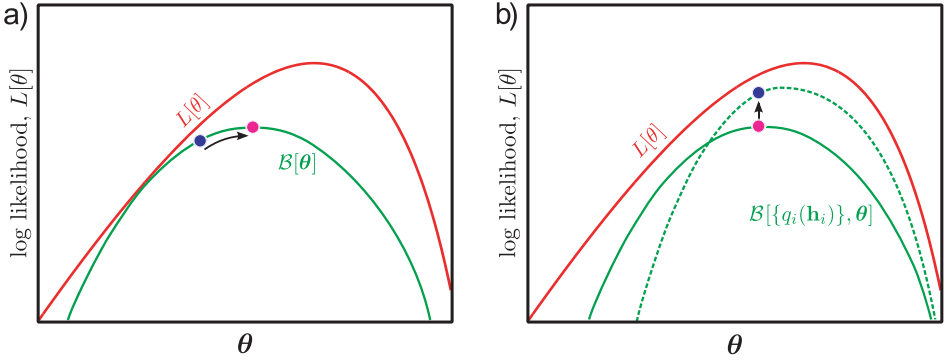 a)
log likelihood, L[θ]
L[θ]
B[θ]
θ
b)
log likelihood, L[θ]
L[θ]
B[{qᵢ(hᵢ)}, θ]
θ